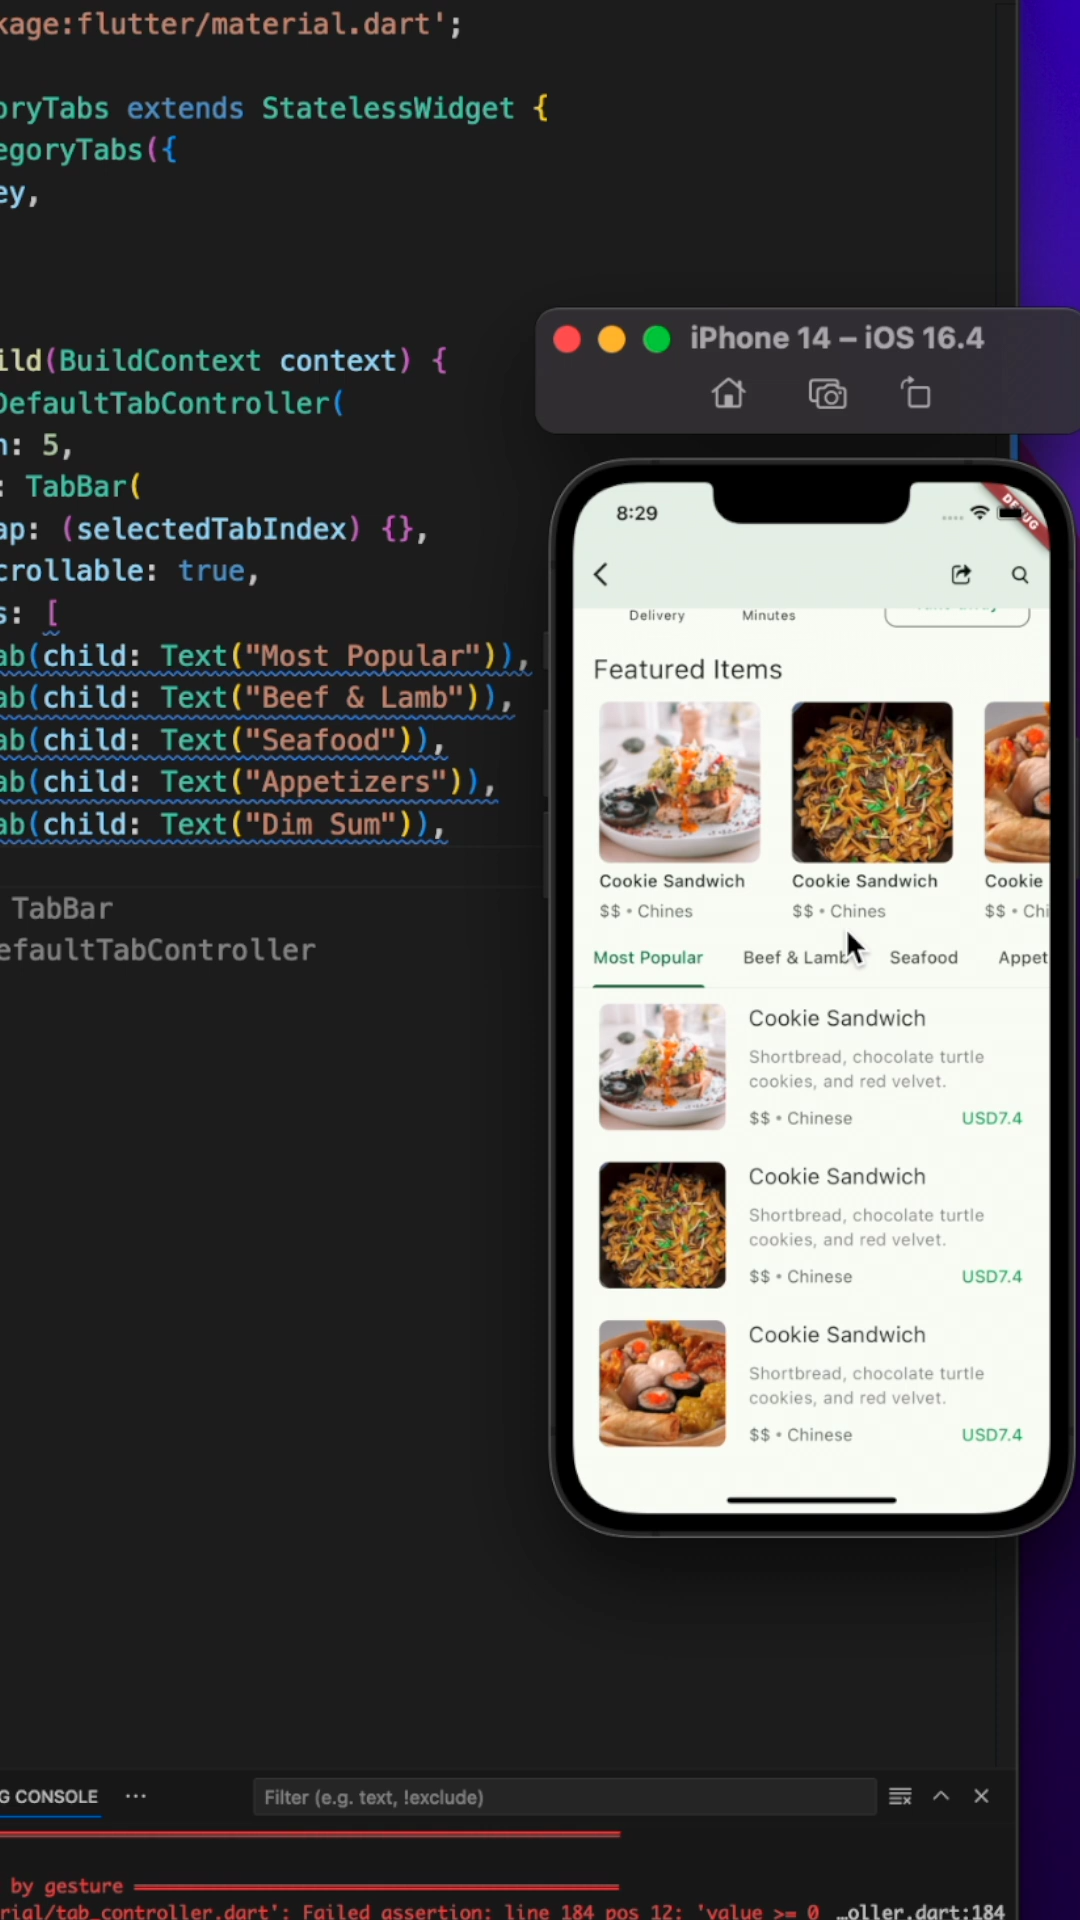 kage:flutter/material.dart';
oryTabs extends StatelessWidget {
egoryTabs({
ey,
ild(BuildContext context) {
DefaultTabController(
n: 5,
: TabBar(
ap: (selectedTabIndex) {},
crollable: true,
s: [
ab(child: Text("Most Popular")),
ab(child: Text("Beef & Lamb")),
ab(child: Text("Seafood")),
ab(child: Text("Appetizers")),
ab(child: Text("Dim Sum")),
TabBar
efaultTabController
iPhone 14 – iOS 16.4
8:29
DEBUG
Delivery Minutes
Featured Items
Cookie Sandwich Cookie Sandwich Cookie
$$ • Chines $$ • Chines $$ • Chi
Most Popular Beef & Lamb Seafood Appet
Cookie Sandwich
Shortbread, chocolate turtle
cookies, and red velvet.
$$ • Chinese USD7.4
Cookie Sandwich
Shortbread, chocolate turtle
cookies, and red velvet.
$$ • Chinese USD7.4
Cookie Sandwich
Shortbread, chocolate turtle
cookies, and red velvet.
$$ • Chinese USD7.4
G CONSOLE ... Filter (e.g. text, !exclude)
by gesture
rial/tab_controller.dart': Failed assertion: line 184 pos 12: 'value >= 0 …oller.dart:184